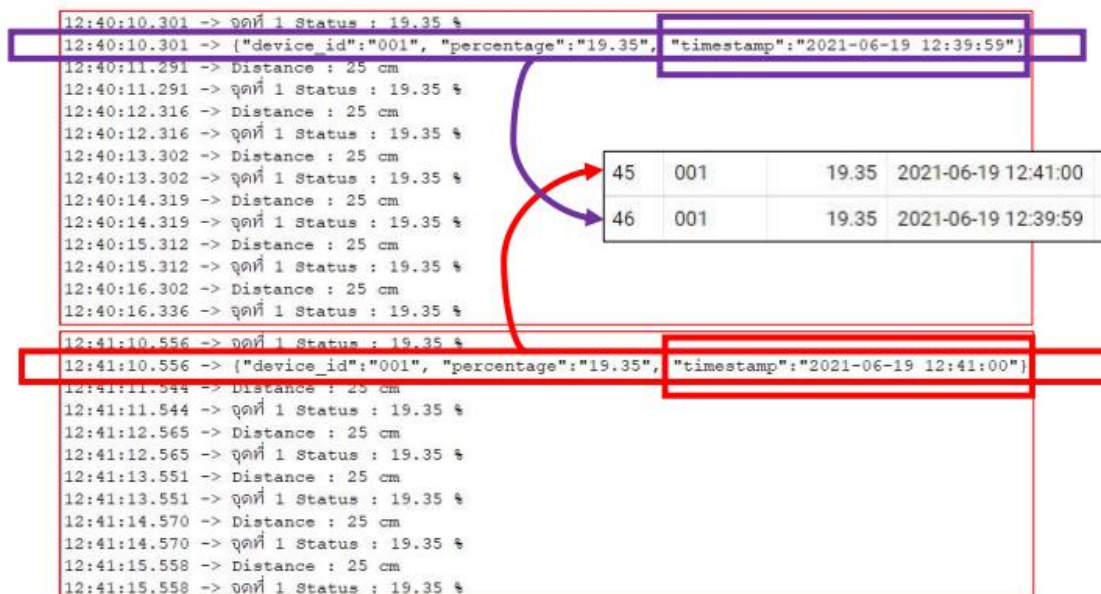 12:40:10.301 -> จุดที่ 1 Status : 19.35 %
12:40:10.301 -> {"device_id":"001", "percentage":"19.35", "timestamp":"2021-06-19 12:39:59"}
12:40:11.291 -> Distance : 25 cm
12:40:11.291 -> จุดที่ 1 Status : 19.35 %
12:40:12.316 -> Distance : 25 cm
12:40:12.316 -> จุดที่ 1 Status : 19.35 %
12:40:13.302 -> Distance : 25 cm
12:40:13.302 -> จุดที่ 1 Status : 19.35 %
12:40:14.319 -> Distance : 25 cm
12:40:14.319 -> จุดที่ 1 Status : 19.35 %
12:40:15.312 -> Distance : 25 cm
12:40:15.312 -> จุดที่ 1 Status : 19.35 %
12:40:16.302 -> Distance : 25 cm
12:40:16.336 -> จุดที่ 1 Status : 19.35 %
45 001 19.35 2021-06-19 12:41:00
46 001 19.35 2021-06-19 12:39:59
12:41:10.556 -> จุดที่ 1 Status : 19.35 %
12:41:10.556 -> {"device_id":"001", "percentage":"19.35", "timestamp":"2021-06-19 12:41:00"}
12:41:11.544 -> Distance : 25 cm
12:41:11.544 -> จุดที่ 1 Status : 19.35 %
12:41:12.565 -> Distance : 25 cm
12:41:12.565 -> จุดที่ 1 Status : 19.35 %
12:41:13.551 -> Distance : 25 cm
12:41:13.551 -> จุดที่ 1 Status : 19.35 %
12:41:14.570 -> Distance : 25 cm
12:41:14.570 -> จุดที่ 1 Status : 19.35 %
12:41:15.558 -> Distance : 25 cm
12:41:15.558 -> จุดที่ 1 Status : 19.35 %